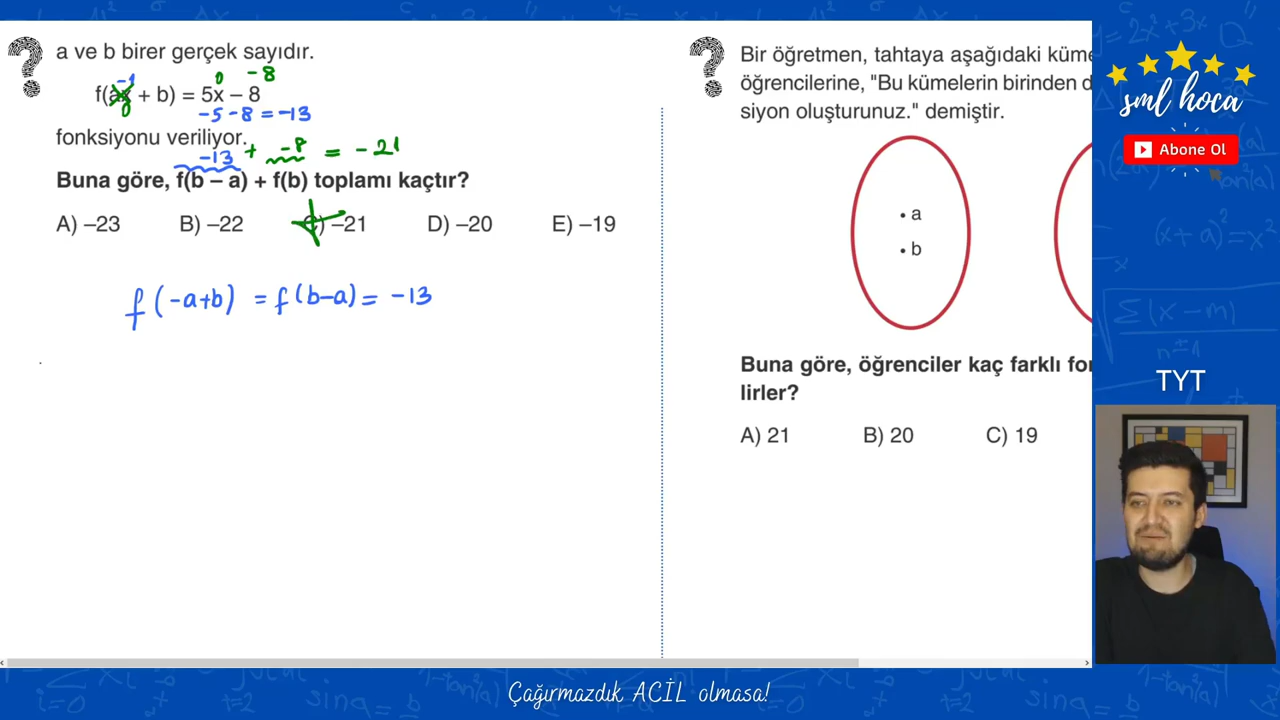 a ve b birer gerçek sayıdır.
-1 0 -8
f(ax + b) = 5x – 8
0 -5-8=-13
fonksiyonu veriliyor.
-13 + -8 = -21
Buna göre, f(b – a) + f(b) toplamı kaçtır?
A) –23 B) –22 C) –21 D) –20 E) –19
f(-a+b) = f(b-a) = -13
Bir öğretmen, tahtaya aşağıdaki küme
öğrencilerine, "Bu kümelerin birinden d
siyon oluşturunuz." demiştir.
a
b
Buna göre, öğrenciler kaç farklı fon
lirler?
A) 21 B) 20 C) 19
sml hoca
Abone Ol
TYT
Çağırmazdık ACİL olmasa!